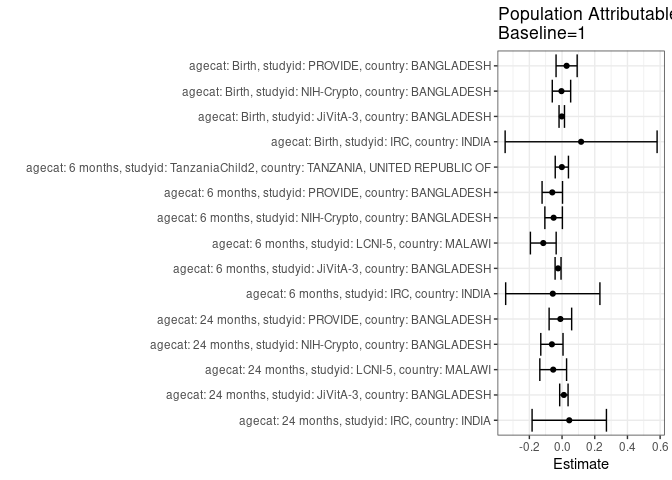 Population Attributable
Baseline=1
agecat: Birth, studyid: PROVIDE, country: BANGLADESH
agecat: Birth, studyid: NIH-Crypto, country: BANGLADESH
agecat: Birth, studyid: JiVitA-3, country: BANGLADESH
agecat: Birth, studyid: IRC, country: INDIA
agecat: 6 months, studyid: TanzaniaChild2, country: TANZANIA, UNITED REPUBLIC OF
agecat: 6 months, studyid: PROVIDE, country: BANGLADESH
agecat: 6 months, studyid: NIH-Crypto, country: BANGLADESH
agecat: 6 months, studyid: LCNI-5, country: MALAWI
agecat: 6 months, studyid: JiVitA-3, country: BANGLADESH
agecat: 6 months, studyid: IRC, country: INDIA
agecat: 24 months, studyid: PROVIDE, country: BANGLADESH
agecat: 24 months, studyid: NIH-Crypto, country: BANGLADESH
agecat: 24 months, studyid: LCNI-5, country: MALAWI
agecat: 24 months, studyid: JiVitA-3, country: BANGLADESH
agecat: 24 months, studyid: IRC, country: INDIA
-0.2 0.0 0.2 0.4 0.6
Estimate